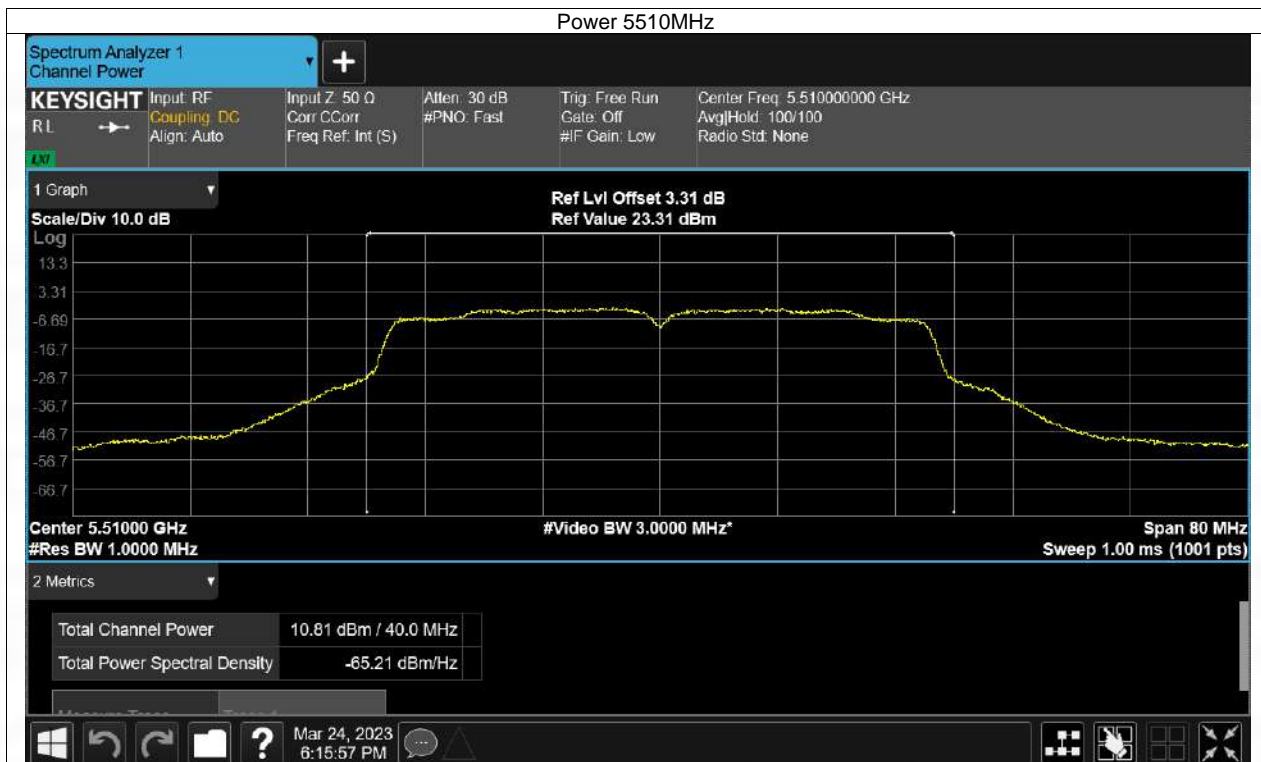 Power 5510MHz
Spectrum Analyzer 1
Channel Power
+
KEYSIGHT
RL
LXI
Input: RF
Coupling: DC
Align: Auto
Input Z: 50 Ω
Corr CCorr
Freq Ref: Int (S)
Atten: 30 dB
#PNO: Fast
Trig: Free Run
Gate: Off
#IF Gain: Low
Center Freq: 5.510000000 GHz
Avg|Hold: 100/100
Radio Std: None
1 Graph
Scale/Div 10.0 dB
Ref Lvl Offset 3.31 dB
Ref Value 23.31 dBm
Log
13.3
3.31
-6.69
-16.7
-26.7
-36.7
-46.7
-56.7
-66.7
Center 5.51000 GHz
#Res BW 1.0000 MHz
#Video BW 3.0000 MHz*
Span 80 MHz
Sweep 1.00 ms (1001 pts)
2 Metrics
Total Channel Power 10.81 dBm / 40.0 MHz
Total Power Spectral Density -65.21 dBm/Hz
?
Mar 24, 2023
6:15:57 PM